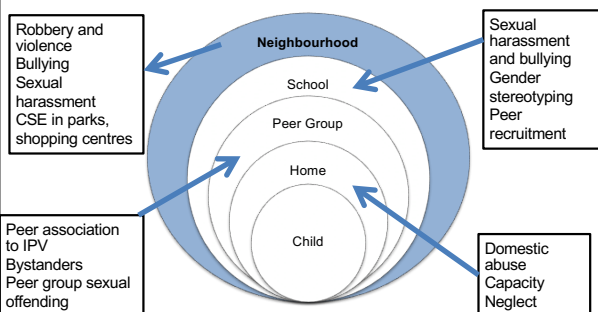 Robbery and
violence
Bullying
Sexual
harassment
CSE in parks,
shopping centres
Neighbourhood
School
Peer Group
Home
Child
Sexual
harassment
and bullying
Gender
stereotyping
Peer
recruitment
Peer association
to IPV
Bystanders
Peer group sexual
offending
Domestic
abuse
Capacity
Neglect